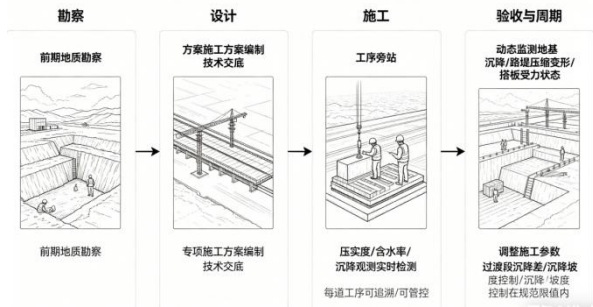 勘察
前期地质勘察
前期地质勘察
设计
方案施工方案编制
技术交底
专项施工方案编制
技术交底
施工
工序旁站
压实度/含水率/
沉降观测实时检测
每道工序可追溯/可管控
验收与周期
动态监测地基
沉降/路堤压缩变形/
搭板受力状态
调整施工参数
过渡段沉降差/沉降坡
度控制/沉降/坡度
控制在规范限值内